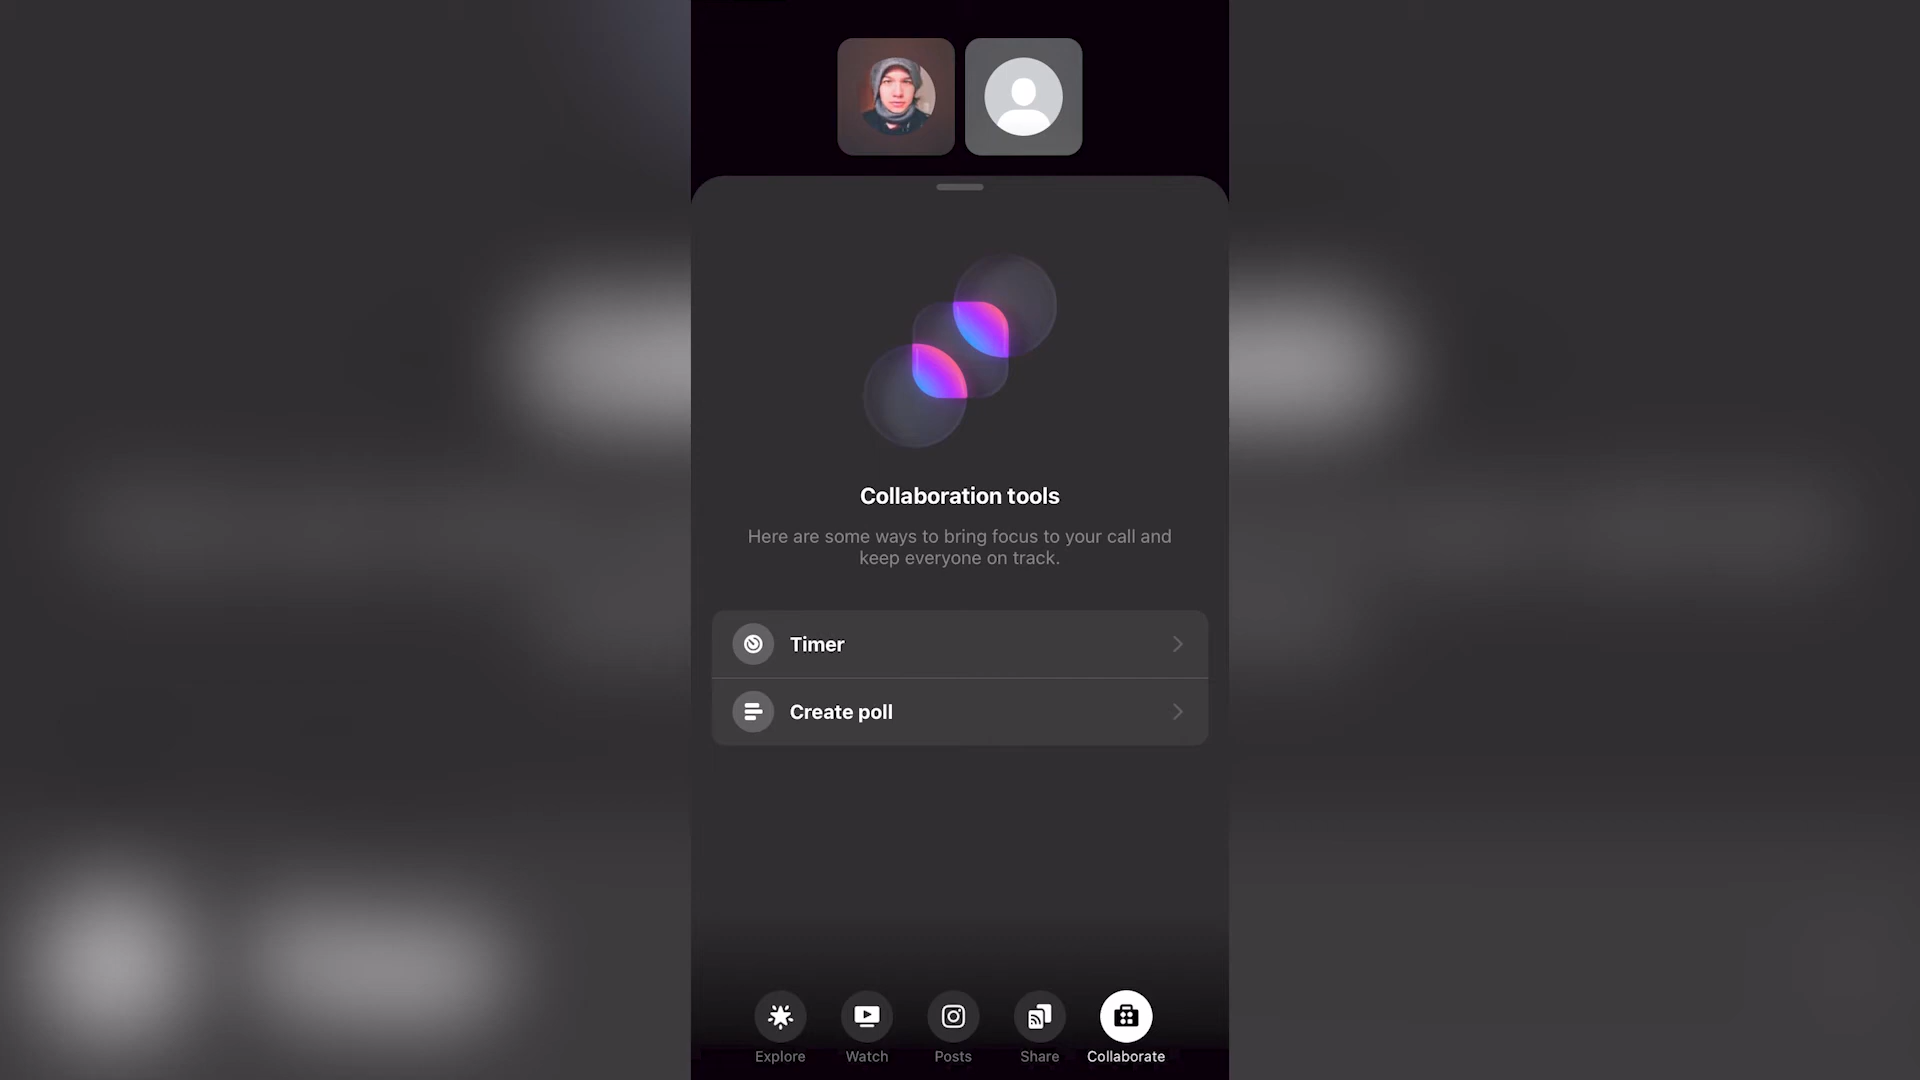 Collaboration tools
Here are some ways to bring focus to your call and
keep everyone on track.
Timer
Create poll
Explore
Watch
Posts
Share
Collaborate